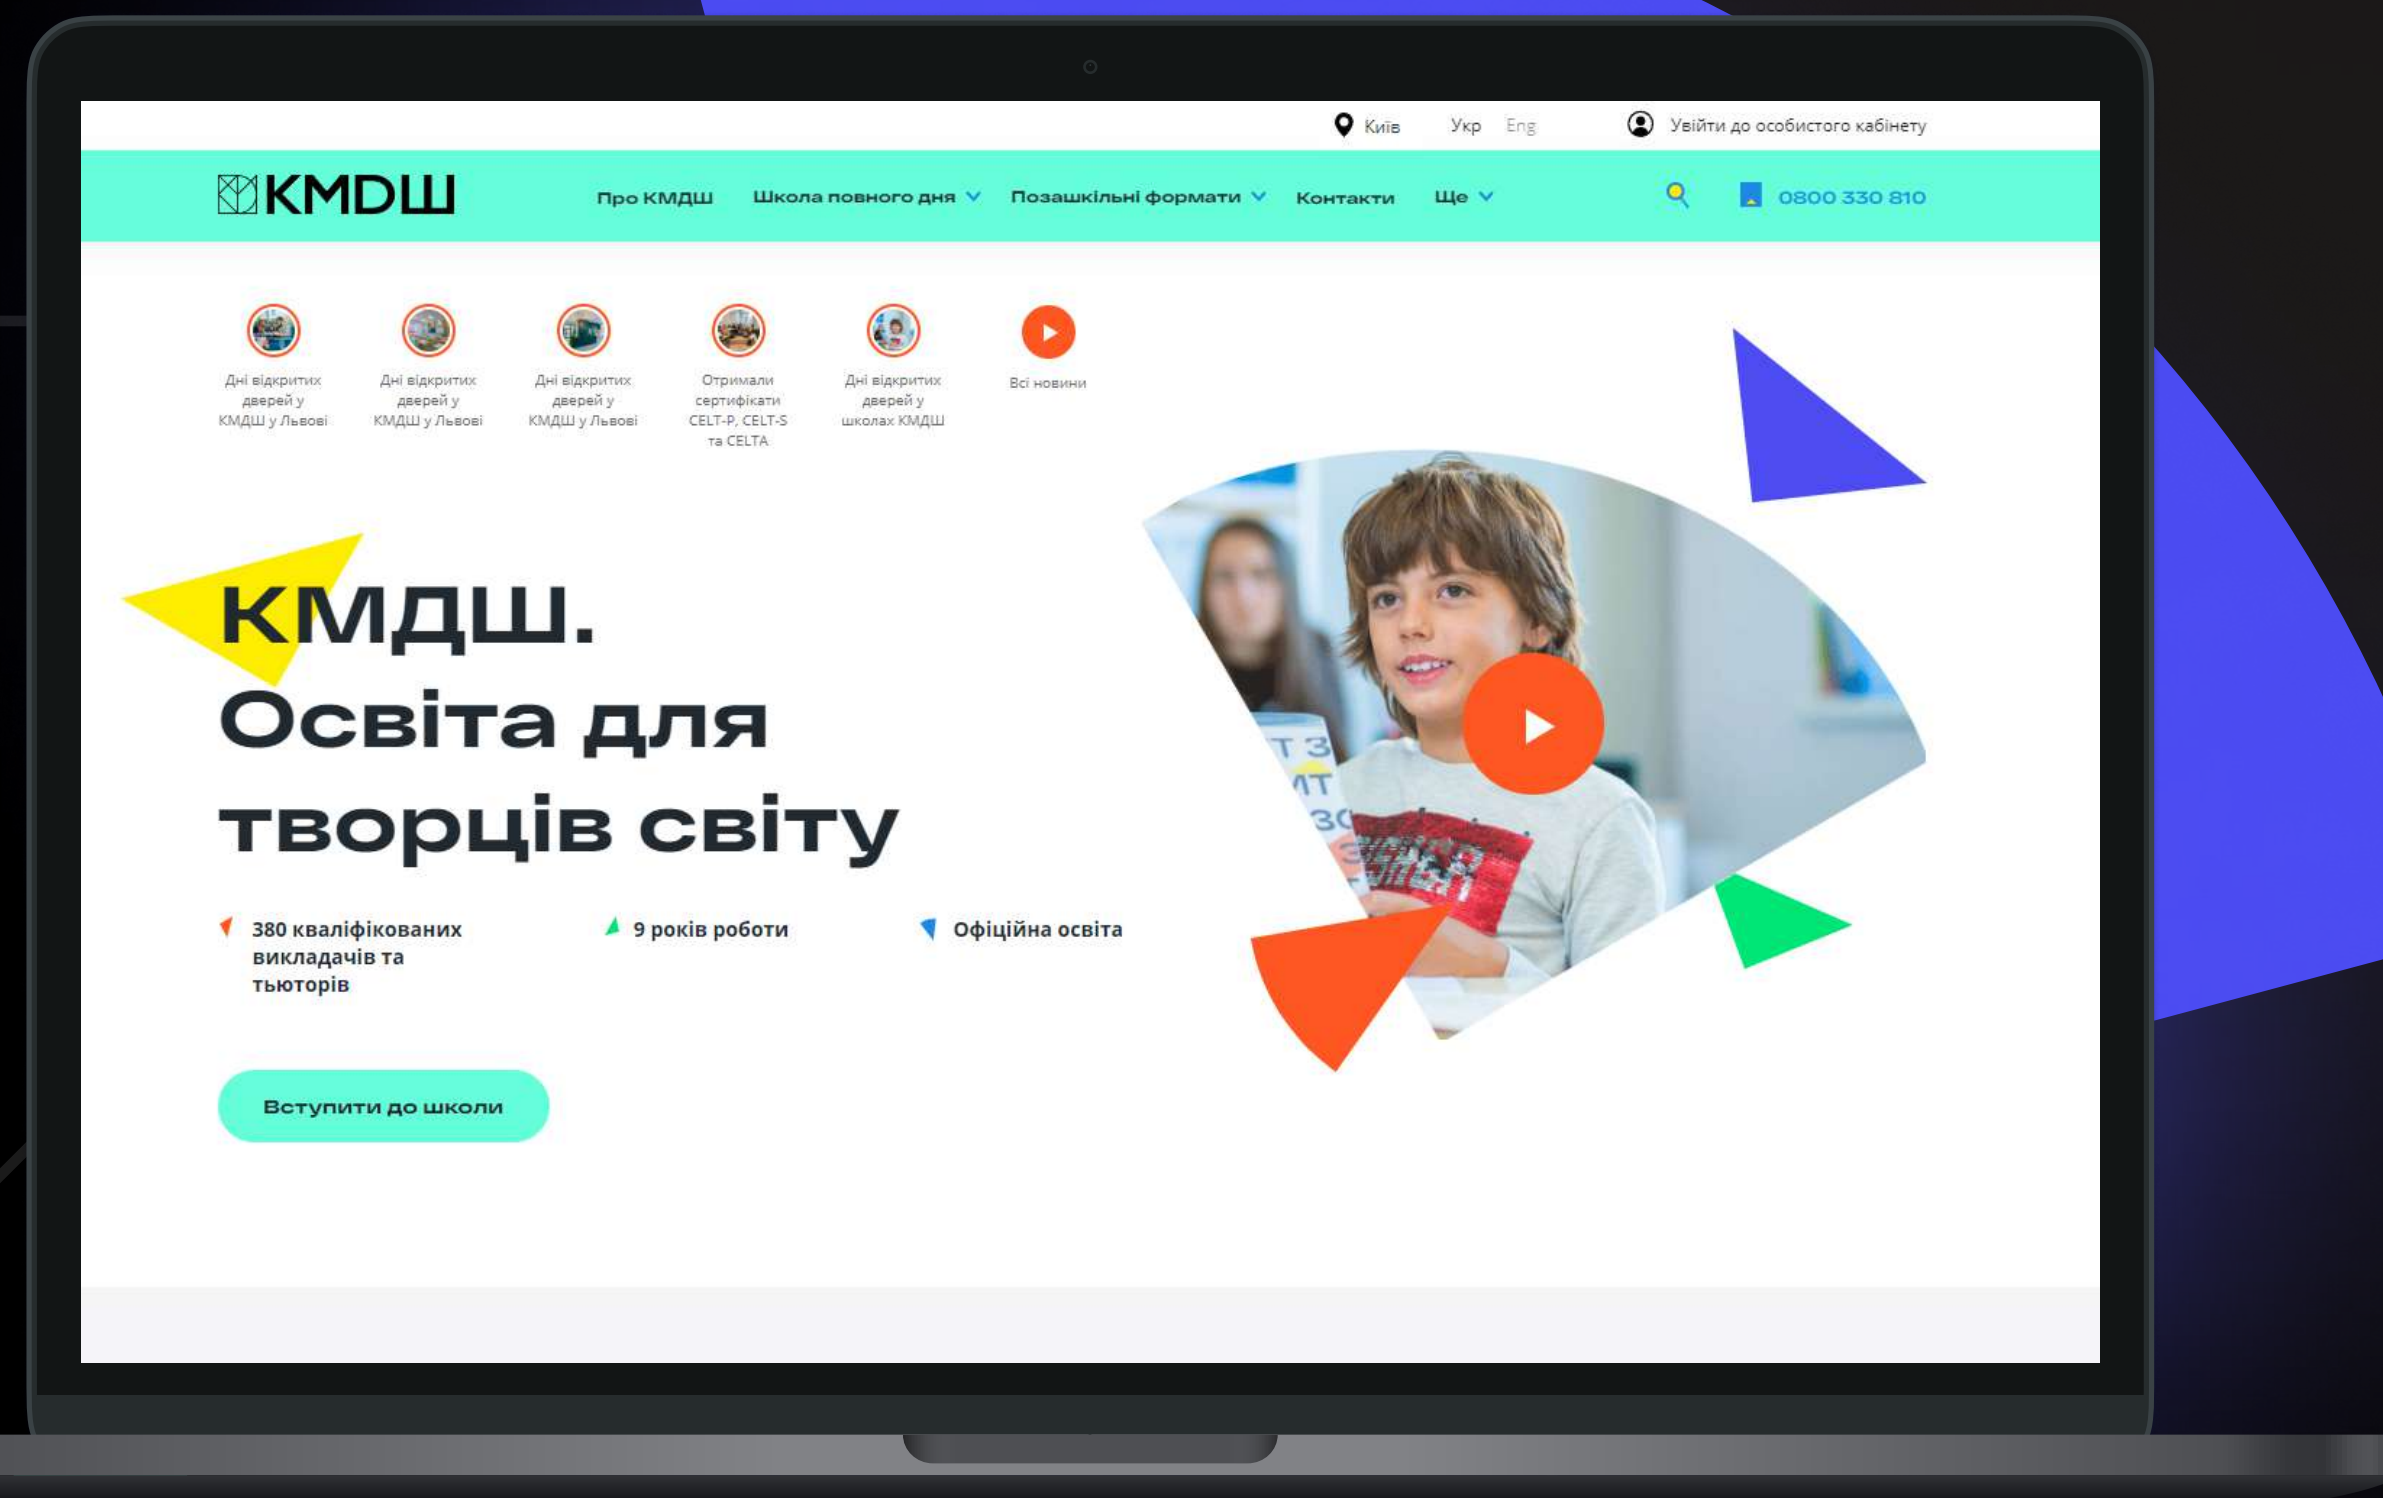 Київ Укр Eng Увійти до особистого кабінету
КМDШ Про КМДШ Школа повного дня Позашкільні формати Контакти Ще 0800 330 810
Дні відкритих дверей у КМДШ у Львові
Дні відкритих дверей у КМДШ у Львові
Дні відкритих дверей у КМДШ у Львові
Отримали сертифікати CELT-P, CELT-S та CELTA
Дні відкритих дверей у школах КМДШ
Всі новини
КМДШ.
Освіта для
творців світу
380 кваліфікованих
викладачів та
тьюторів
9 років роботи
Офіційна освіта
Вступити до школи